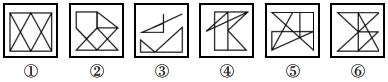 ① ② ③ ④ ⑤ ⑥